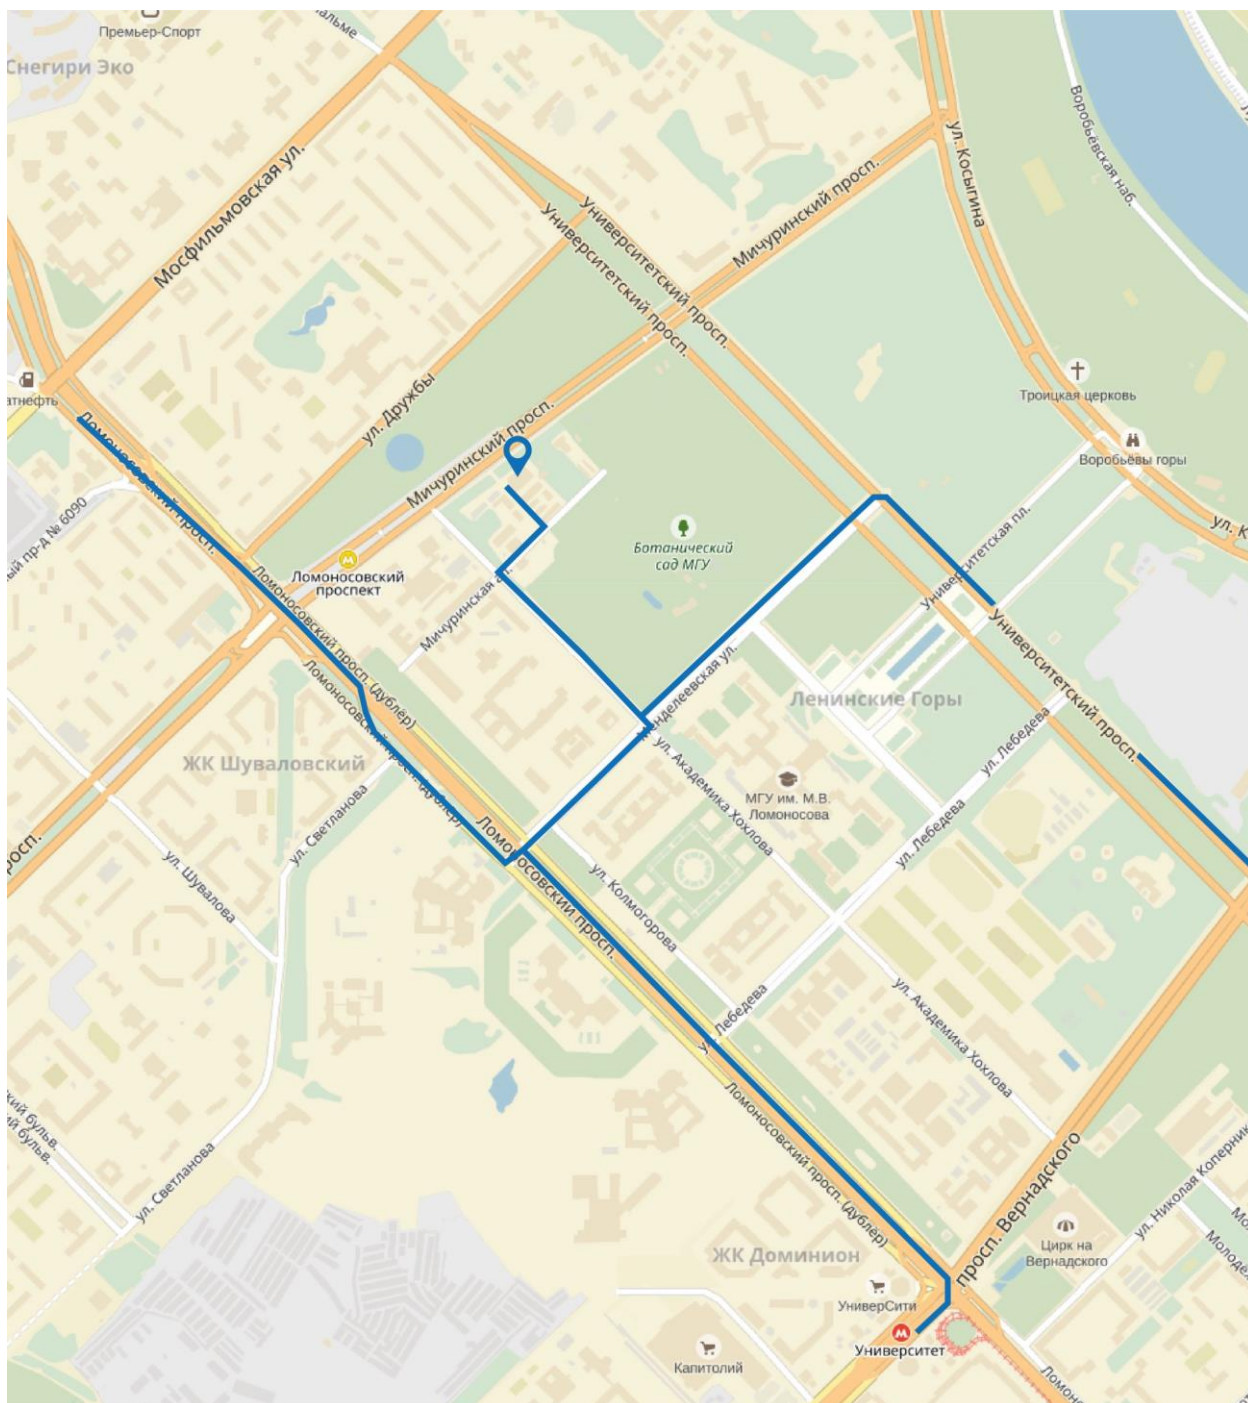 Премьер-Спорт
Снегири Эко
Мосфильмовская ул.
ул. Косыгина
Воробьёвская наб.
Мичуринский просп.
Университетский просп.
Университетский просп.
Троицкая церковь
Воробьёвы горы
ул. Дружбы
Мичуринский просп.
Ломоносовский просп.
Ботанический
сад МГУ
Университетская пл.
Ломоносовский
проспект
Ломоносовский просп. (дублёр)
Ломоносовский просп. (дублёр)
Менделеевская ул.
Ленинские Горы
Университетский просп.
ул. Лебедева
ЖК Шуваловский
ул. Академика Хохлова
МГУ им. М.В.
Ломоносова
ул. Светланова
ул. Шувалова
Ломоносовский просп.
ул. Колмогорова
ул. Лебедева
ул. Лебедева
ул. Академика Хохлова
Ломоносовский просп. (дублёр)
ул. Светланова
просп. Вернадского
ЖК Доминион
Цирк на
Вернадского
УниверСити
Университет
Капитолий